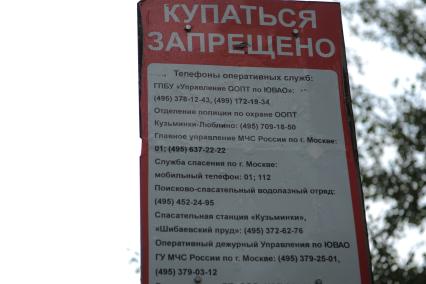 КУПАТЬСЯ
ЗАПРЕЩЕНО
Телефоны оперативных служб:
ГПБУ «Управление ООПТ по ЮВАО»:
(495) 378-12-43, (499) 172-19-34
Отделение полиции по охране ООПТ
Кузьминки-Люблино: (495) 709-18-50
Главное управление МЧС России по г. Москве:
01; (495) 637-22-22
Служба спасения по г. Москве:
мобильный телефон: 01; 112
Поисково-спасательный водолазный отряд:
(495) 452-24-95
Спасательная станция «Кузьминки»,
«Шибаевский пруд»: (495) 372-62-76
Оперативный дежурный Управления по ЮВАО
ГУ МЧС России по г. Москве: (495) 379-25-01,
(495) 379-03-12